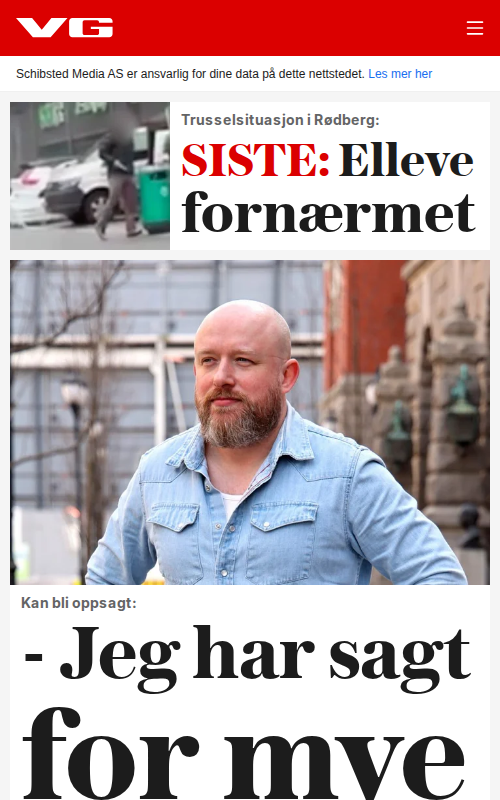 VG
Schibsted Media AS er ansvarlig for dine data på dette nettstedet. Les mer her
Trusselsituasjon i Rødberg:
SISTE: Elleve
fornærmet
Kan bli oppsagt:
- Jeg har sagt
for mye